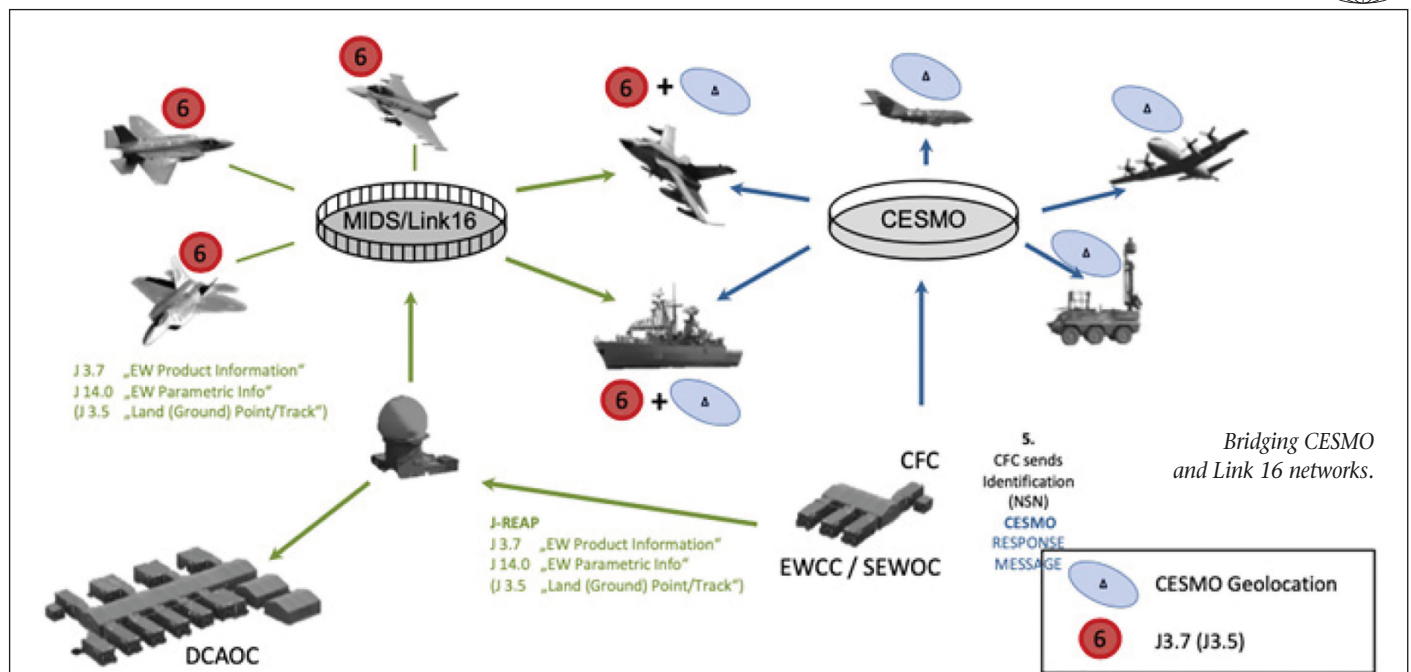 6
6
6 + Δ
Δ
Δ
6
MIDS/Link16
CESMO
Δ
J 3.7 „EW Product Information“
J 14.0 „EW Parametric Info“
(J 3.5 „Land (Ground) Point/Track“)
6 + Δ
CFC
5.
CFC sends
Identification
(NSN)
CESMO
RESPONSE
MESSAGE
Bridging CESMO
and Link 16 networks.
J-REAP
J 3.7 „EW Product Information“
J 14.0 „EW Parametric Info“
(J 3.5 „Land (Ground) Point/Track“)
EWCC / SEWOC
DCAOC
Δ CESMO Geolocation
6 J3.7 (J3.5)